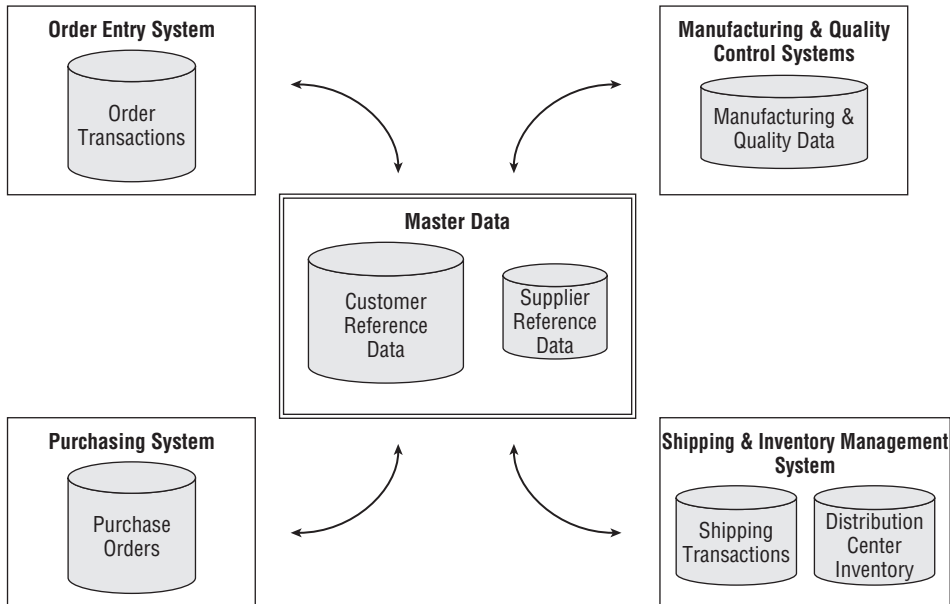 Order Entry System
Order
Transactions
Manufacturing & Quality
Control Systems
Manufacturing &
Quality Data
Master Data
Customer
Reference
Data
Supplier
Reference
Data
Purchasing System
Purchase
Orders
Shipping & Inventory Management
System
Shipping
Transactions
Distribution
Center
Inventory